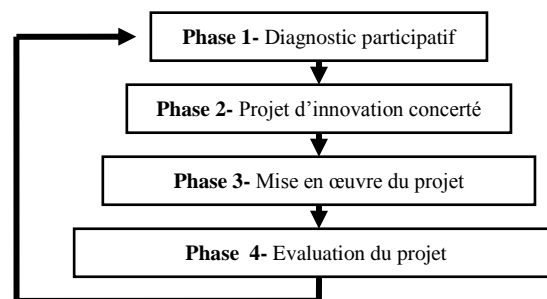 Phase 1- Diagnostic participatif
Phase 2- Projet d’innovation concerté
Phase 3- Mise en œuvre du projet
Phase 4- Evaluation du projet